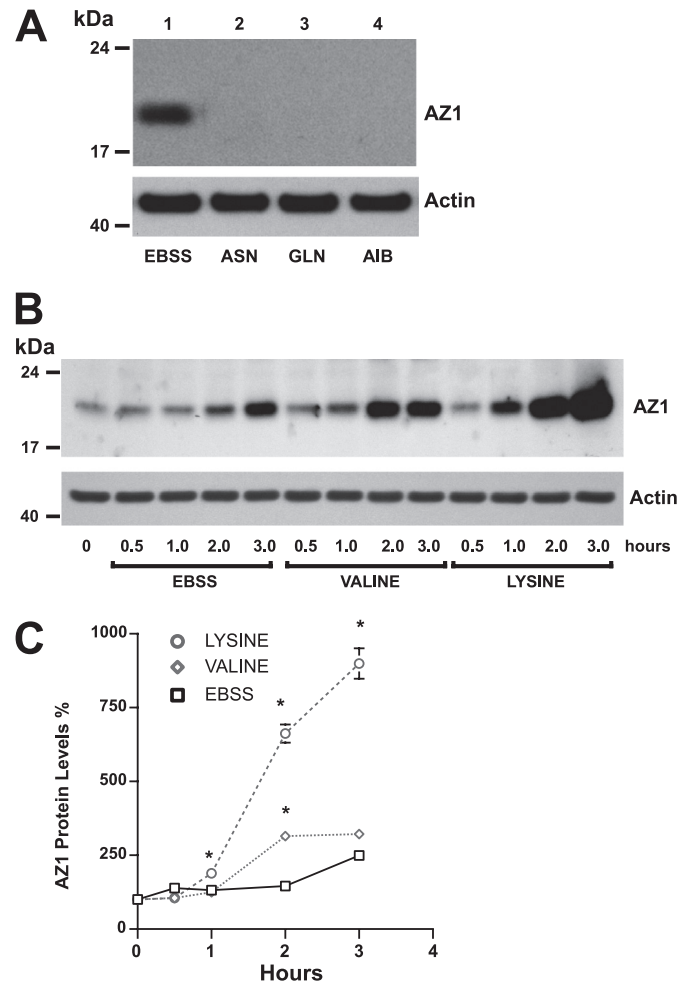 A
kDa 1 2 3 4
24
AZ1
17
Actin
40
EBSS ASN GLN AIB
B
kDa
24
AZ1
17
Actin
40
0 0.5 1.0 2.0 3.0 0.5 1.0 2.0 3.0 0.5 1.0 2.0 3.0 hours
EBSS VALINE LYSINE
C
1000
LYSINE
VALINE
EBSS
750
500
250
0
AZ1 Protein Levels %
* * * *
0 1 2 3 4
Hours